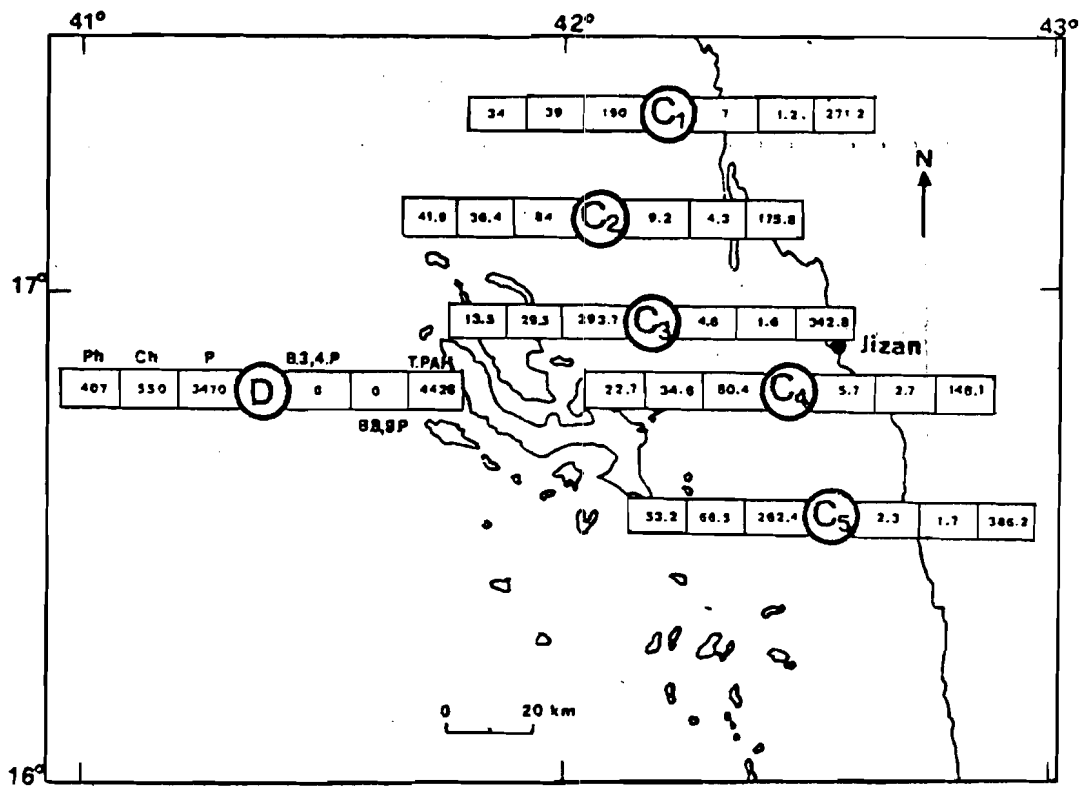 41° 42° 43°
34 39 190 C1 7 1.2 271.2
N
41.9 36.4 84 C2 9.2 4.3 175.8
17°
13.5 29.5 293.7 C3 4.6 1.6 342.8
Jizan
Ph Ch P B.3,4.P T.PAH
407 550 3470 D 0 0 4428
22.7 34.6 80.4 C4 5.7 2.7 146.1
53.2 66.5 262.4 C5 2.3 1.7 386.2
0 20 km
16°